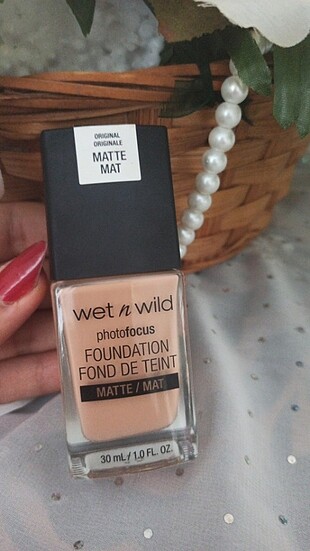 ORIGINAL
ORIGINALE
MATTE
MAT
wet n wild
photofocus
FOUNDATION
FOND DE TEINT
MATTE / MAT
30 mL / 1.0 FL. OZ.